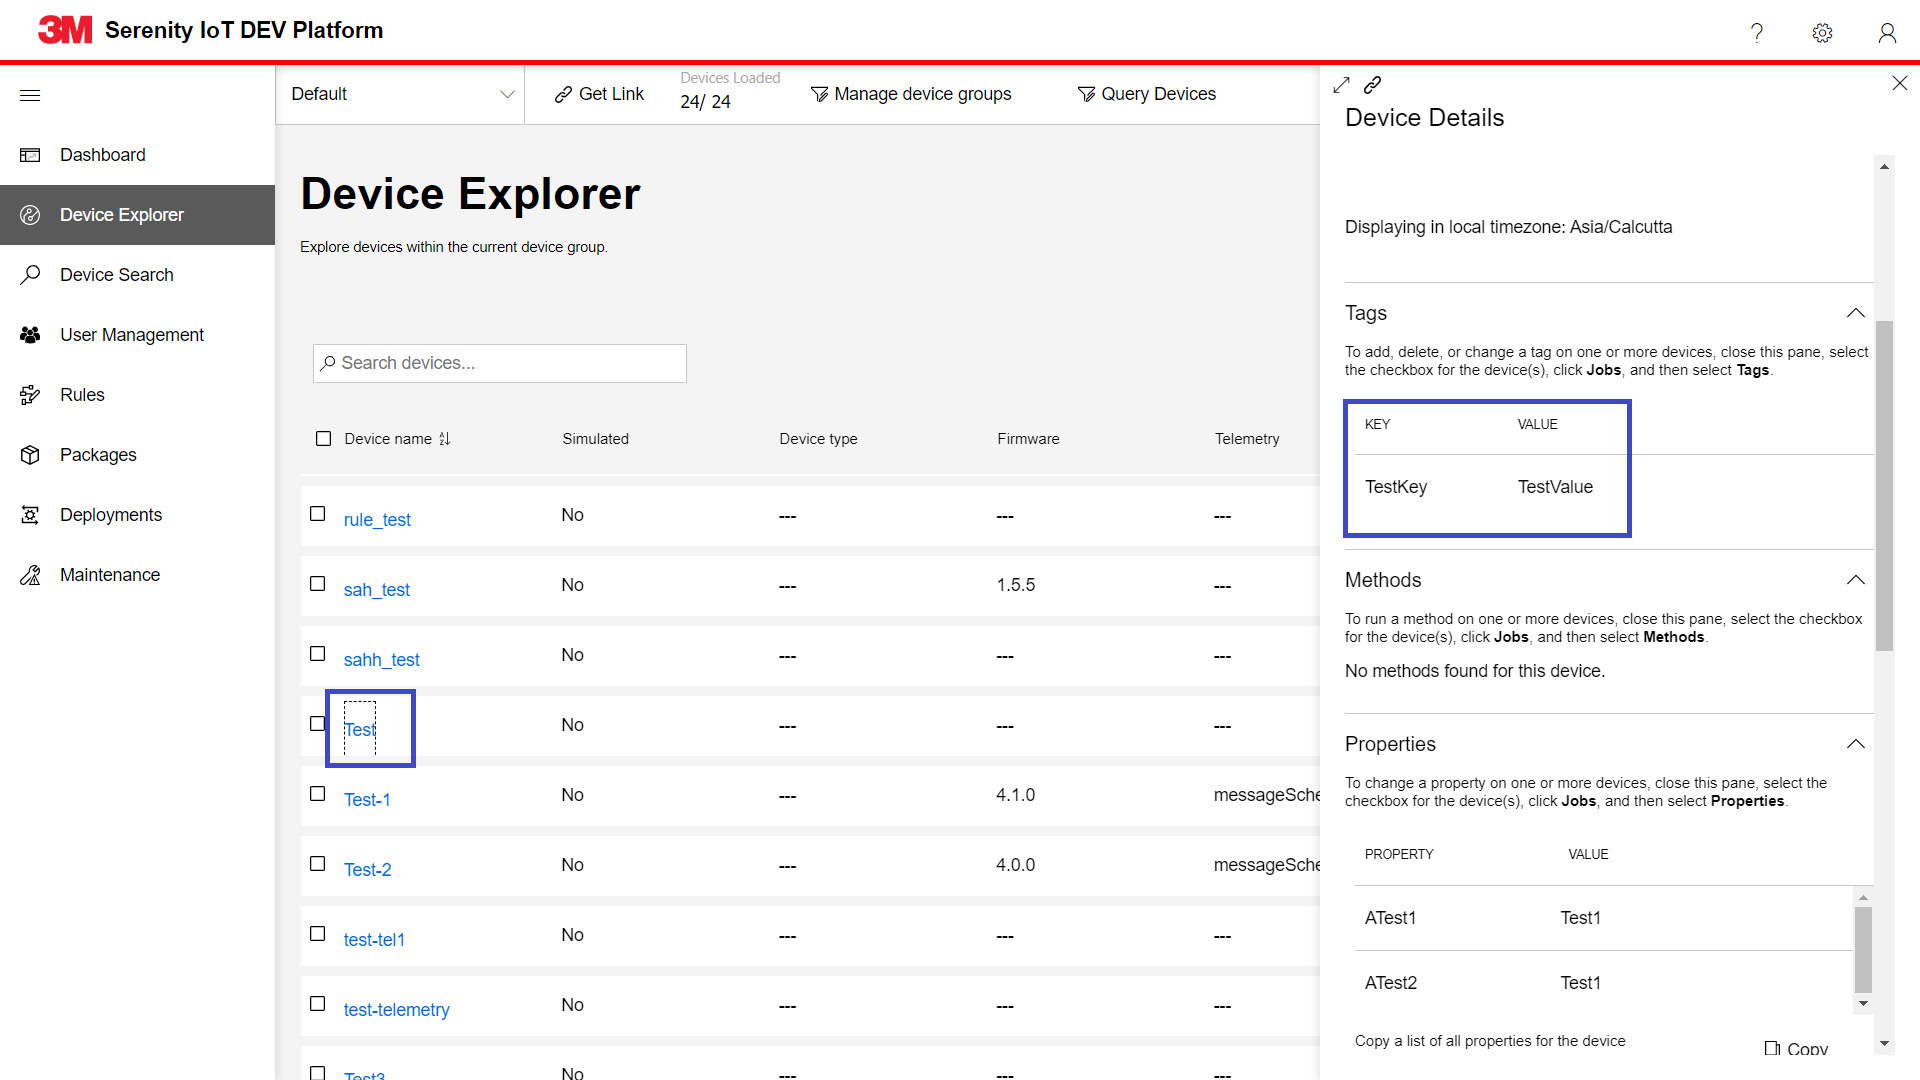 3M Serenity IoT DEV Platform
?
Default
Get Link
Devices Loaded
24/ 24
Manage device groups
Query Devices
Dashboard
Device Explorer
Device Search
User Management
Rules
Packages
Deployments
Maintenance
Device Explorer
Explore devices within the current device group.
Search devices...
Device name Simulated Device type Firmware Telemetry
rule_test No --- --- ---
sah_test No --- 1.5.5 ---
sahh_test No --- --- ---
Test No --- --- ---
Test-1 No --- 4.1.0 messageSche
Test-2 No --- 4.0.0 messageSche
test-tel1 No --- --- ---
test-telemetry No --- --- ---
Test3 No --- --- ---
Device Details
Displaying in local timezone: Asia/Calcutta
Tags
To add, delete, or change a tag on one or more devices, close this pane, select
the checkbox for the device(s), click Jobs, and then select Tags.
KEY VALUE
TestKey TestValue
Methods
To run a method on one or more devices, close this pane, select the checkbox
for the device(s), click Jobs, and then select Methods.
No methods found for this device.
Properties
To change a property on one or more devices, close this pane, select the
checkbox for the device(s), click Jobs, and then select Properties.
PROPERTY VALUE
ATest1 Test1
ATest2 Test1
Copy a list of all properties for the device
Copy